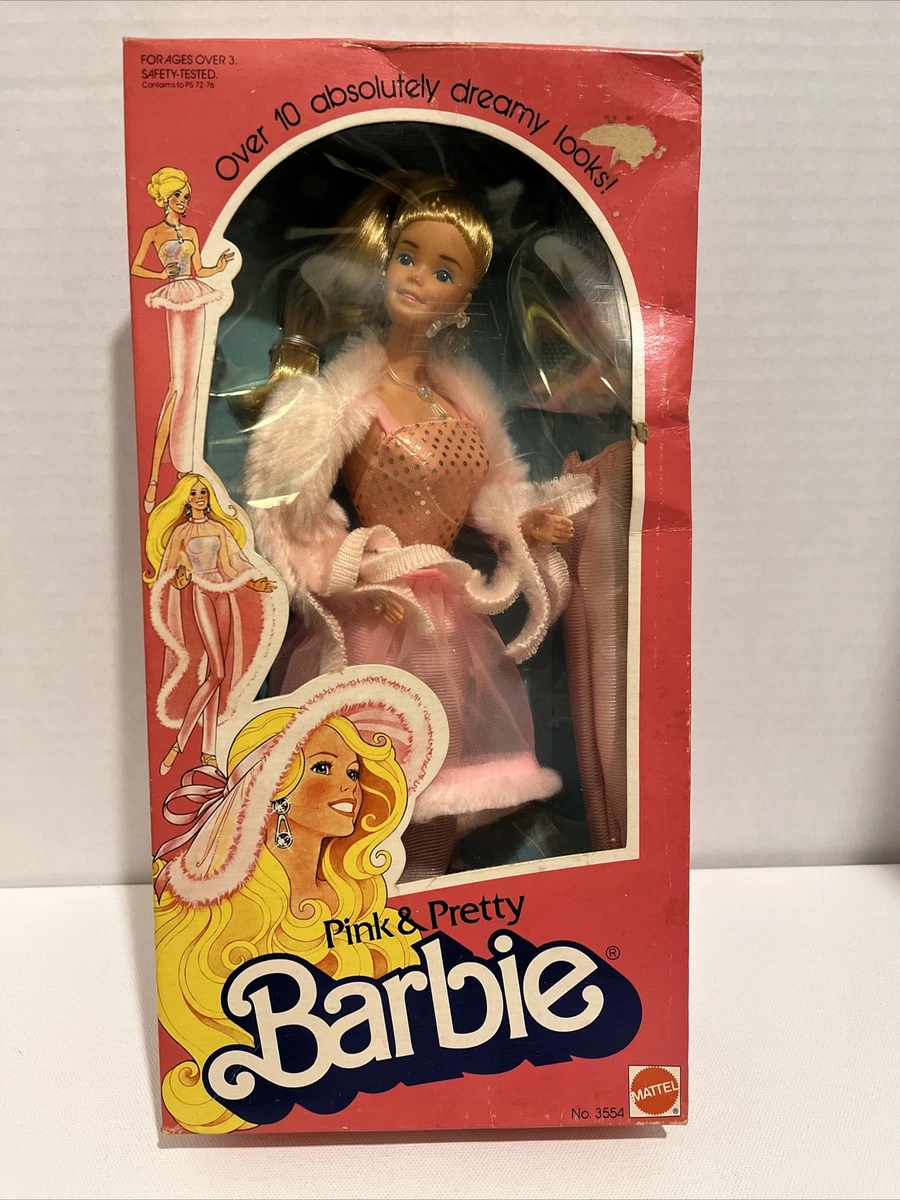 FOR AGES OVER 3.
SAFETY-TESTED.
Conforms to PS 72-76
Over 10 absolutely dreamy looks!
Pink & Pretty
Barbie®
MATTEL®
No. 3554